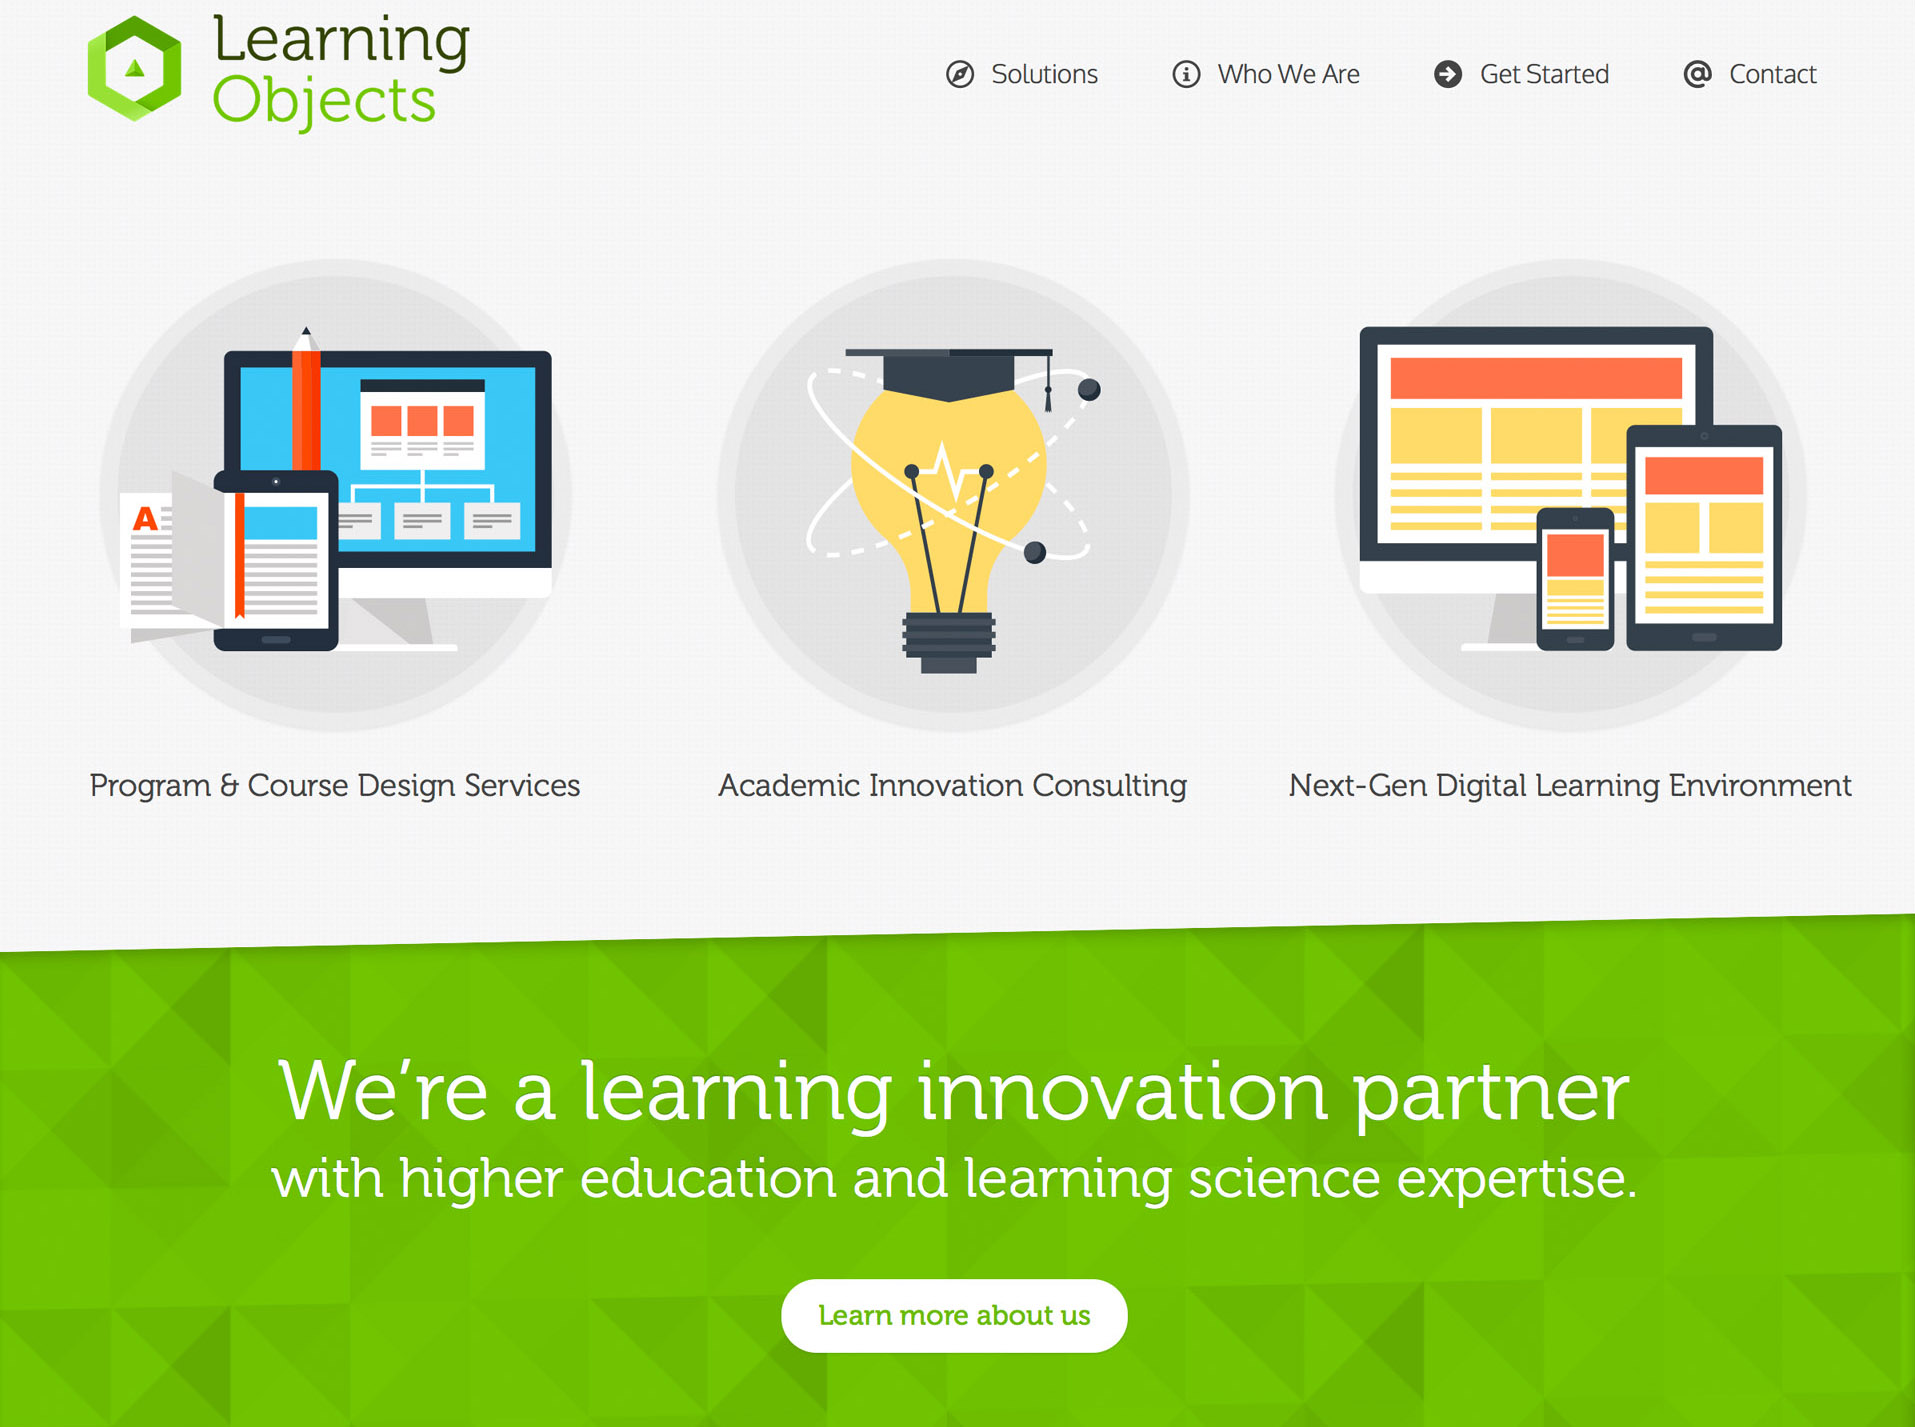 Learning
Objects
Solutions
Who We Are
Get Started
Contact
A
Program & Course Design Services
Academic Innovation Consulting
Next-Gen Digital Learning Environment
We’re a learning innovation partner
with higher education and learning science expertise.
Learn more about us